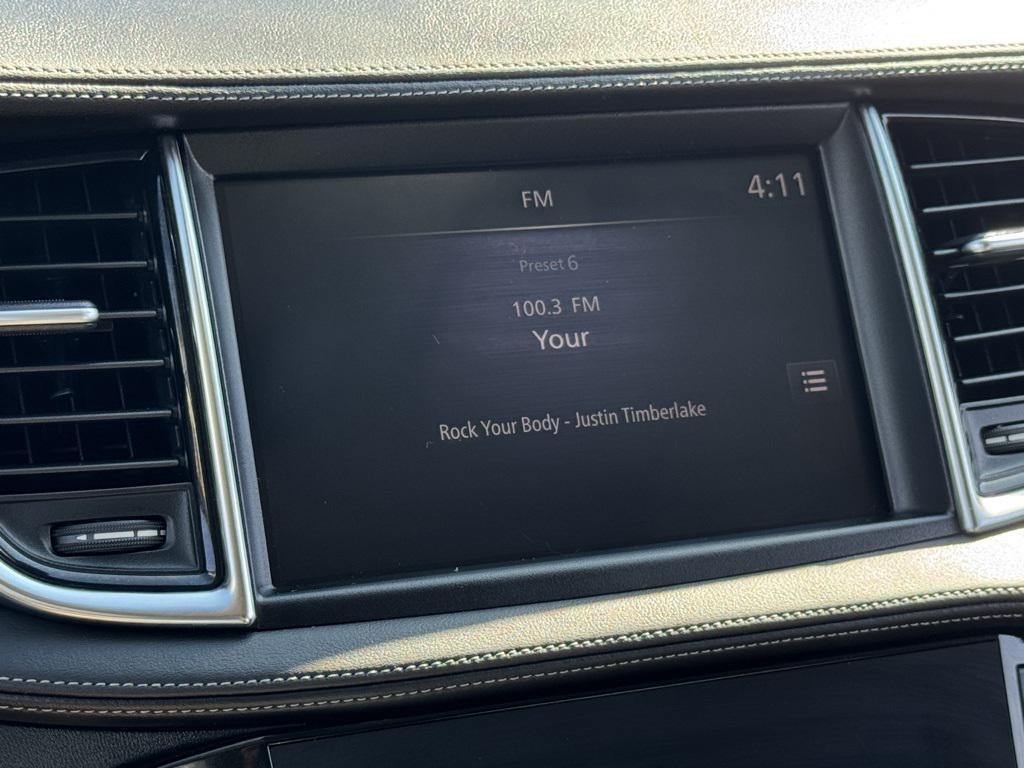 FM 4:11
Preset 6
100.3 FM
Your
Rock Your Body - Justin Timberlake